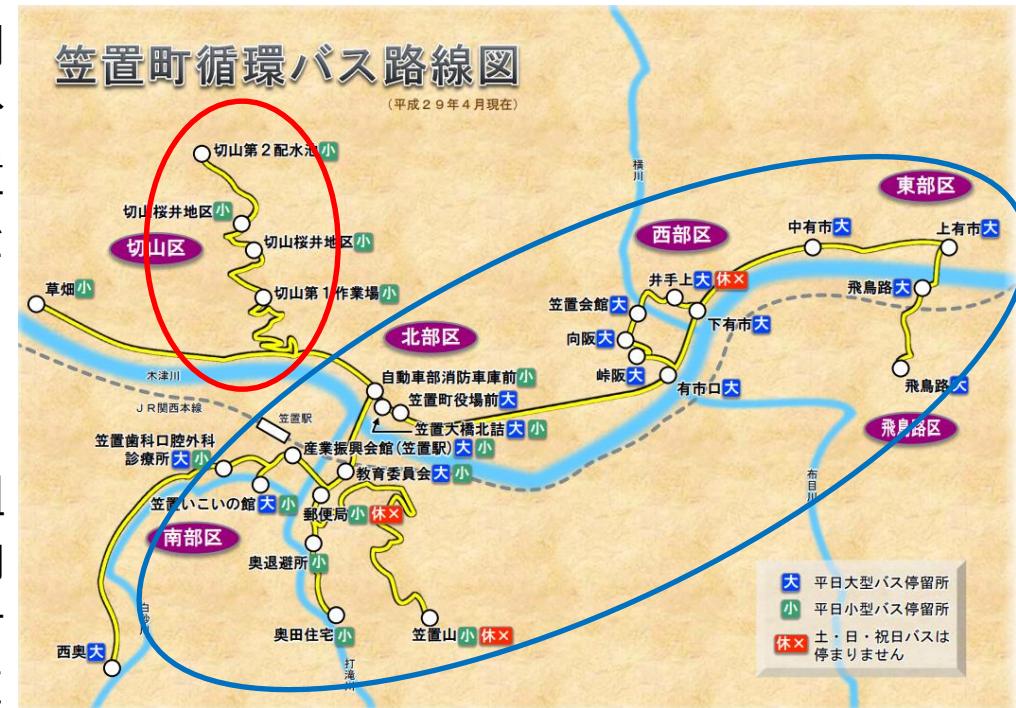 笠置町循環バス路線図
(平成29年4月現在)
切山第2配水池 小
切山桜井地区 小
切山区
切山桜井地区 小
切山第1作業場 小
草畑 小
木津川
JR関西本線
笠置駅
北部区
自動車部消防車庫前 小
笠置町役場前 大
笠置大橋北詰 大 小
産業振興会館(笠置駅) 大 小
教育委員会 大 小
笠置歯科口腔外科
診療所 大 小
笠置いこいの館 大 小
郵便局 小 休×
南部区
奥退避所 小
奥田住宅 小
笠置山 小 休×
西奥 大
白砂川
打滝川
横川
西部区
東部区
中有市 大
上有市 大
井手上 大 休×
笠置会館 大
向阪 大
峠阪 大
下有市 大
有市口 大
飛鳥路 大
飛鳥路 大
飛鳥路区
布目川
大 平日大型バス停留所
小 平日小型バス停留所
休× 土・日・祝日バスは
停まりません